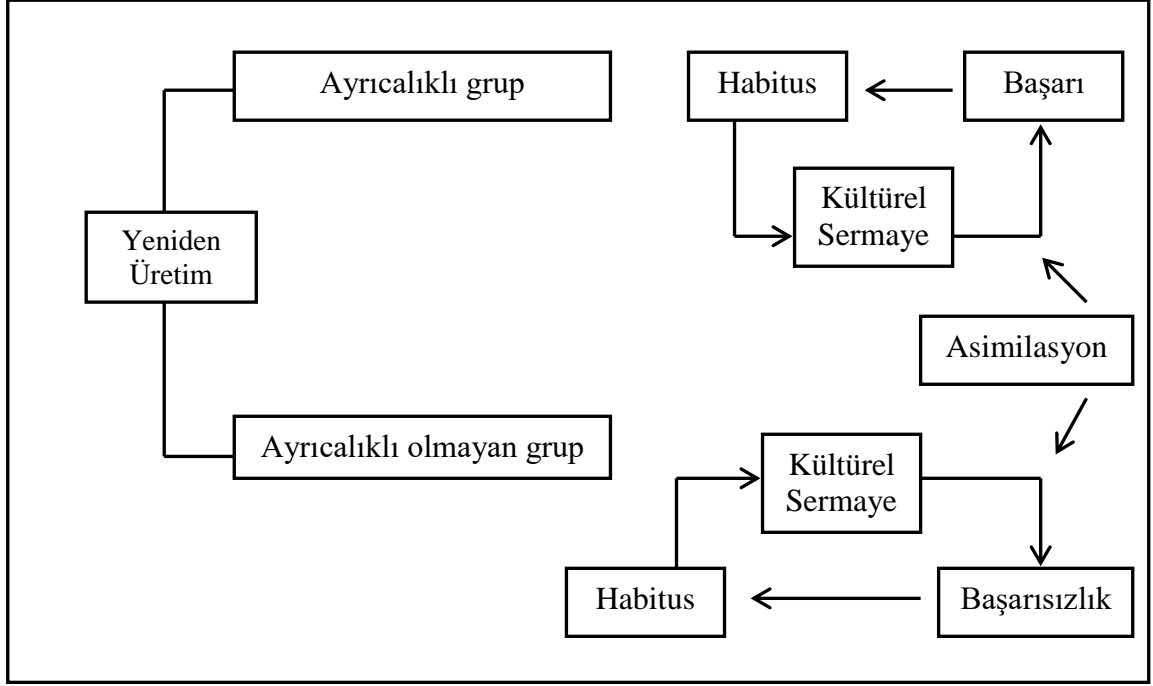 Ayrıcalıklı grup
Habitus
Başarı
Kültürel
Sermaye
Yeniden
Üretim
Asimilasyon
Ayrıcalıklı olmayan grup
Kültürel
Sermaye
Habitus
Başarısızlık